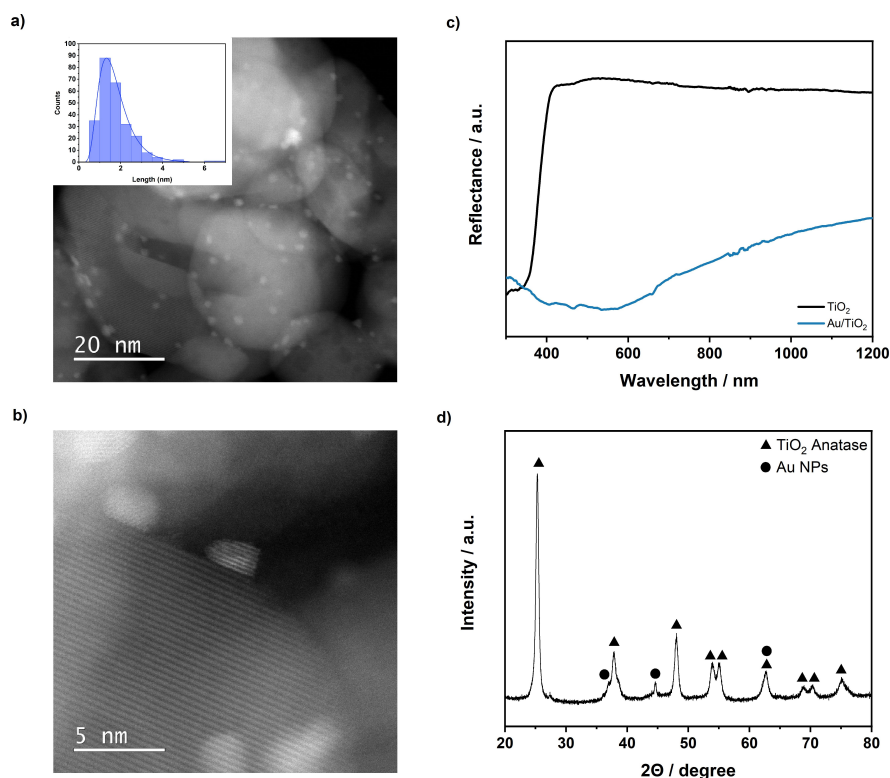 a)
100
90
80
70
60
50
40
30
20
10
0
Counts
0 2 4 6
Length (nm)
20 nm
b)
5 nm
c)
Reflectance / a.u.
TiO₂
Au/TiO₂
400 600 800 1000 1200
Wavelength / nm
d)
TiO₂ Anatase
Au NPs
Intensity / a.u.
20 30 40 50 60 70 80
2Θ / degree